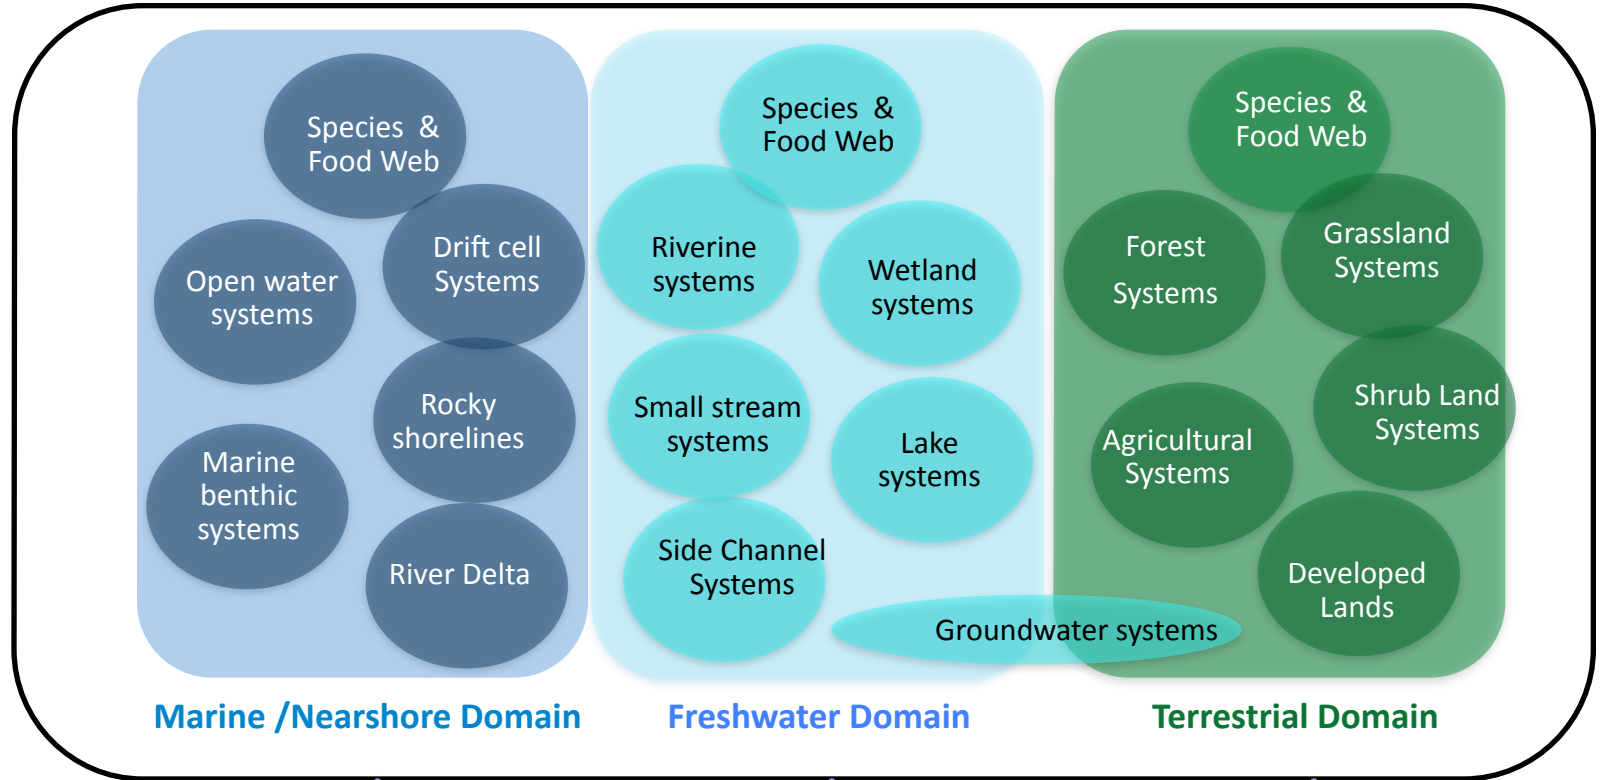 Species &
Food Web
Drift cell
Systems
Open water
systems
Rocky
shorelines
Marine
benthic
systems
River Delta
Marine /Nearshore Domain
Species &
Food Web
Riverine
systems
Wetland
systems
Small stream
systems
Lake
systems
Side Channel
Systems
Groundwater systems
Freshwater Domain
Species &
Food Web
Forest
Systems
Grassland
Systems
Shrub Land
Systems
Agricultural
Systems
Developed
Lands
Terrestrial Domain